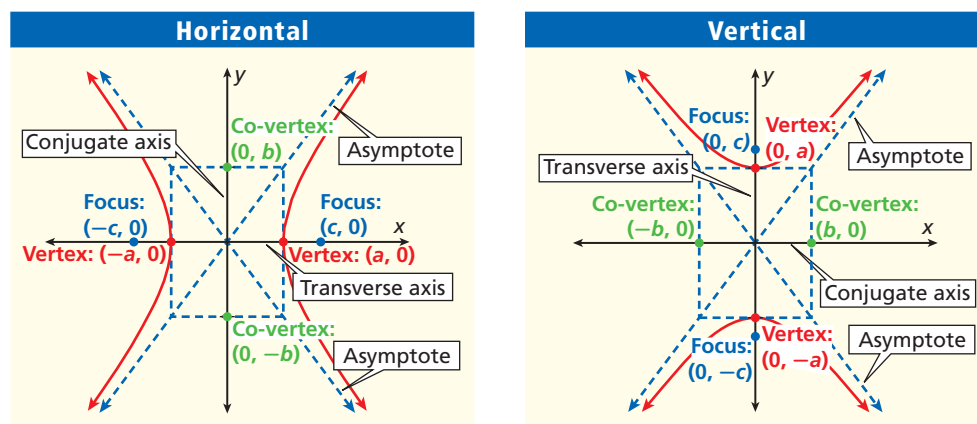 Horizontal
y
Co-vertex:
(0, b)
Conjugate axis
Asymptote
Focus:
(−c, 0)
Focus:
(c, 0)
x
Vertex: (−a, 0)
Vertex: (a, 0)
Transverse axis
Co-vertex:
(0, −b)
Asymptote
Vertical
y
Focus:
(0, c)
Vertex:
(0, a)
Asymptote
Transverse axis
Co-vertex:
(−b, 0)
Co-vertex:
(b, 0)
x
Conjugate axis
Focus:
(0, −c)
Vertex:
(0, −a)
Asymptote